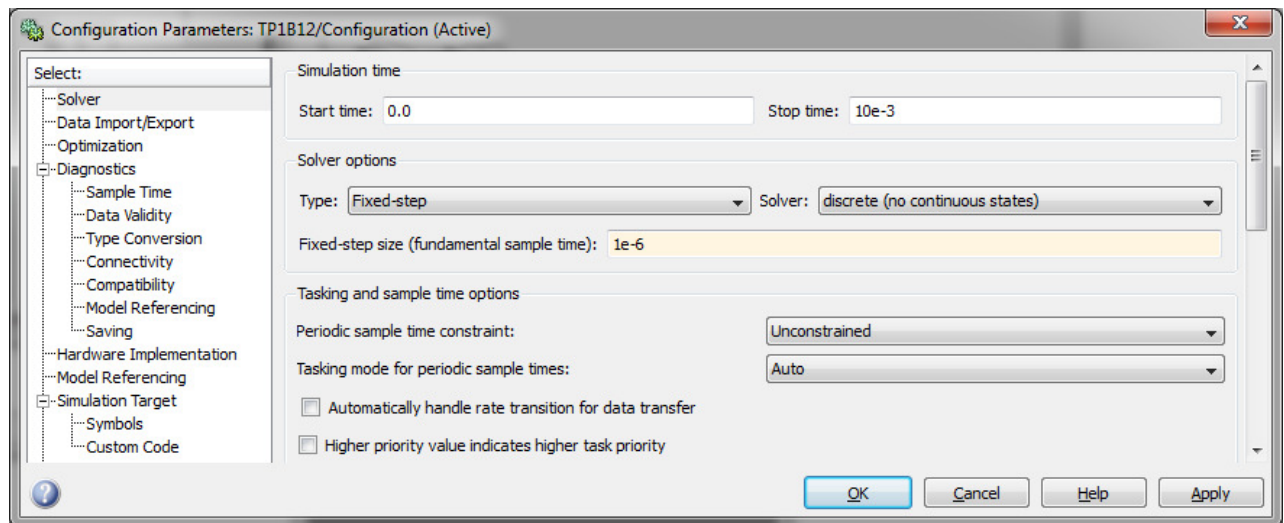 Configuration Parameters: TP1B12/Configuration (Active)
Select:
Solver
Data Import/Export
Optimization
Diagnostics
Sample Time
Data Validity
Type Conversion
Connectivity
Compatibility
Model Referencing
Saving
Hardware Implementation
Model Referencing
Simulation Target
Symbols
Custom Code
Simulation time
Start time: 0.0 Stop time: 10e-3
Solver options
Type: Fixed-step Solver: discrete (no continuous states)
Fixed-step size (fundamental sample time): 1e-6
Tasking and sample time options
Periodic sample time constraint: Unconstrained
Tasking mode for periodic sample times: Auto
Automatically handle rate transition for data transfer
Higher priority value indicates higher task priority
OK Cancel Help Apply